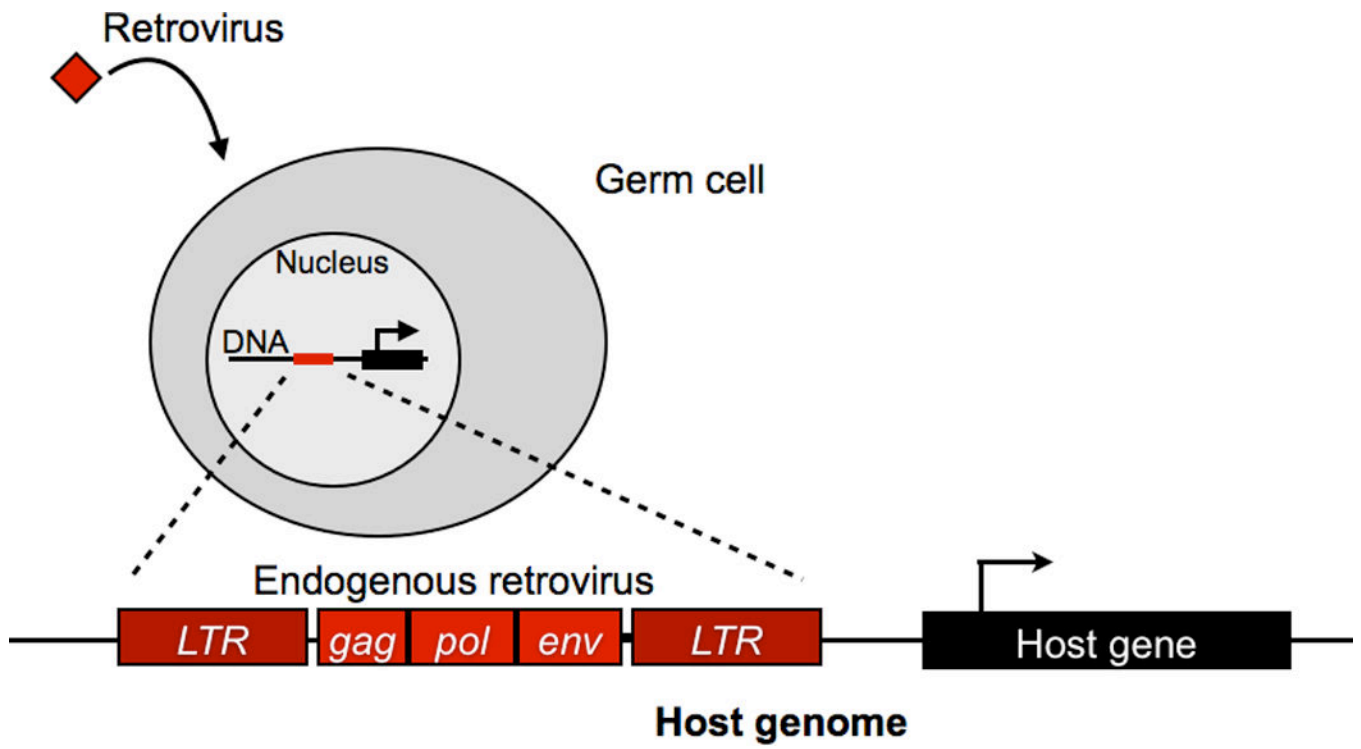 Retrovirus
Germ cell
Nucleus
DNA
Endogenous retrovirus
LTR gag pol env LTR Host gene
Host genome